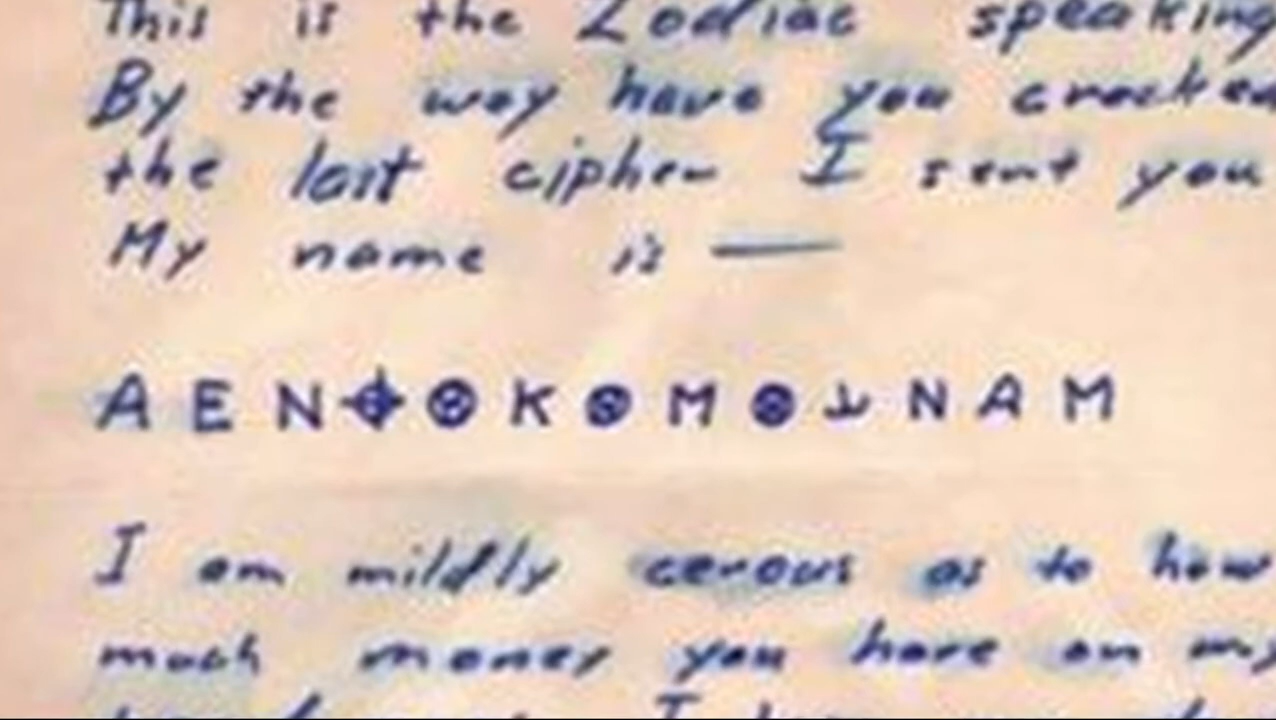 This is the Zodiac speaking
By the way have you cracked
the last cipher I sent you
My name is —
A E N ⌖ ⊗ K ⊗ M ⊗ ⅄ N A M
I am mildly cerous as to how
much money you have on my